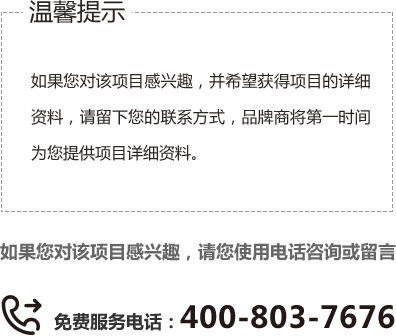 温馨提示
如果您对该项目感兴趣，并希望获得项目的详细
资料，请留下您的联系方式，品牌商将第一时间
为您提供项目详细资料。
如果您对该项目感兴趣，请您使用电话咨询或留言
免费服务电话：400-803-7676